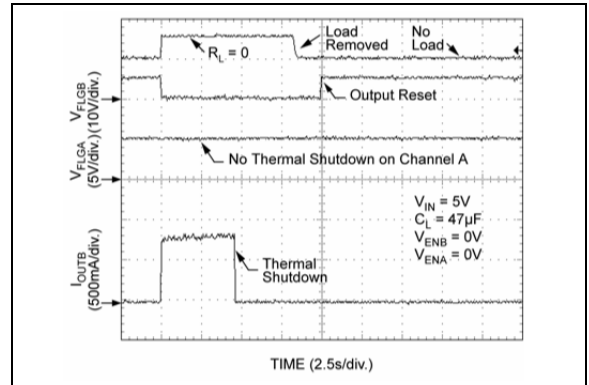 Load
Removed
No
Load
R_L = 0
Output Reset
V_FLGB
(10V/div.)
No Thermal Shutdown on Channel A
V_FLGA
(5V/div.)
V_IN = 5V
C_L = 47µF
V_ENB = 0V
V_ENA = 0V
Thermal
Shutdown
I_OUTB
(500mA/div.)
TIME (2.5s/div.)